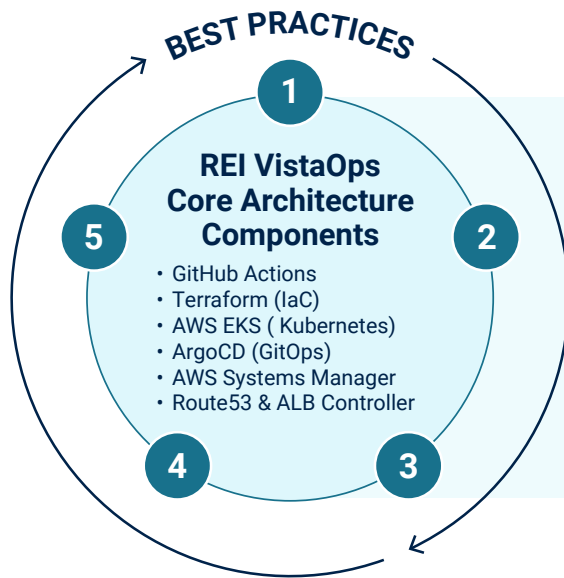 BEST PRACTICES
1
REI VistaOps
Core Architecture
Components
5
2
• GitHub Actions
• Terraform (IaC)
• AWS EKS ( Kubernetes)
• ArgoCD (GitOps)
• AWS Systems Manager
• Route53 & ALB Controller
4
3